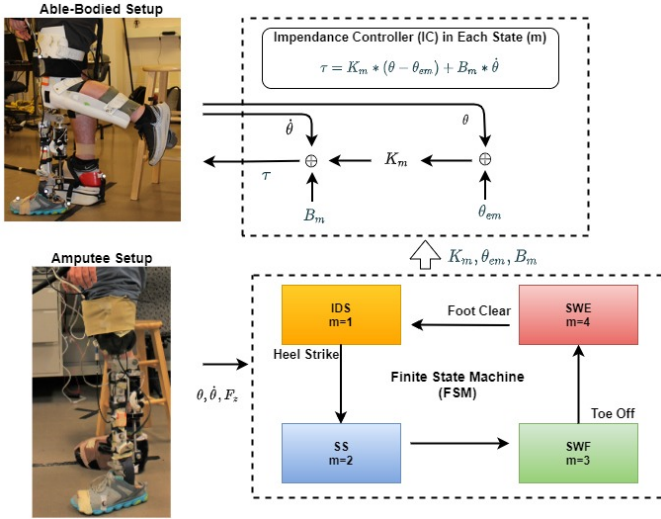 Able-Bodied Setup
Impendance Controller (IC) in Each State (m)
τ = K_m * (θ − θ_em) + B_m * θ̇
θ̇
θ
τ
⊕
K_m
⊕
B_m
θ_em
Amputee Setup
K_m, θ_em, B_m
IDS
m=1
Foot Clear
SWE
m=4
Heel Strike
θ, θ̇, F_z
Finite State Machine
(FSM)
Toe Off
SS
m=2
SWF
m=3